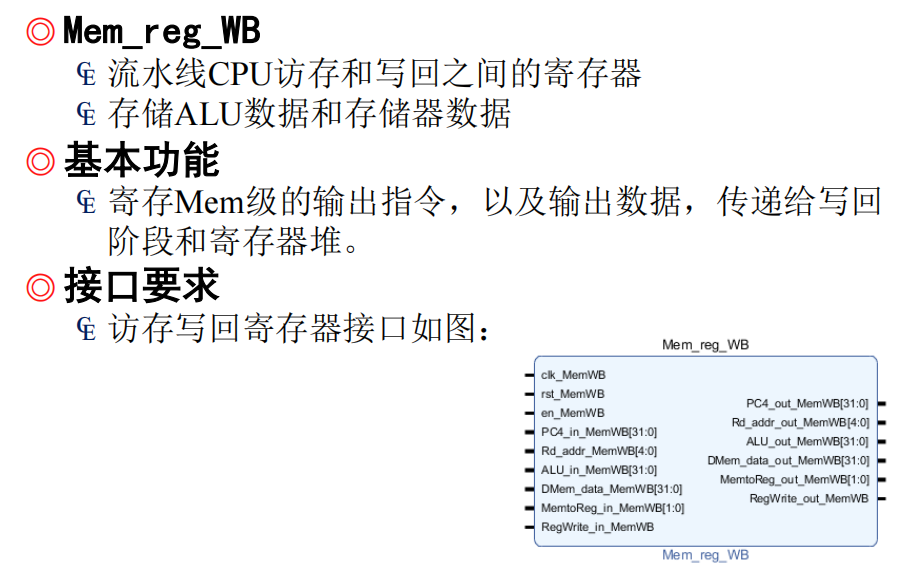 Mem_reg_WB
流水线CPU访存和写回之间的寄存器
存储ALU数据和存储器数据
基本功能
寄存Mem级的输出指令，以及输出数据，传递给写回
阶段和寄存器堆。
接口要求
访存写回寄存器接口如图：
Mem_reg_WB
clk_MemWB
rst_MemWB
en_MemWB
PC4_in_MemWB[31:0]
Rd_addr_MemWB[4:0]
ALU_in_MemWB[31:0]
DMem_data_MemWB[31:0]
MemtoReg_in_MemWB[1:0]
RegWrite_in_MemWB
PC4_out_MemWB[31:0]
Rd_addr_out_MemWB[4:0]
ALU_out_MemWB[31:0]
DMem_data_out_MemWB[31:0]
MemtoReg_out_MemWB[1:0]
RegWrite_out_MemWB
Mem_reg_WB